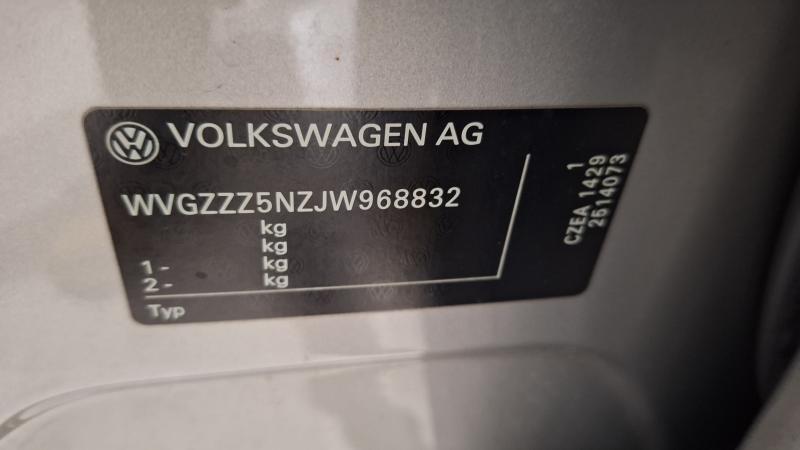 VOLKSWAGEN AG
WVGZZZ5NZJW968832
kg
kg
1 - kg
2 - kg
Typ
1
CZEA 1429
2514073